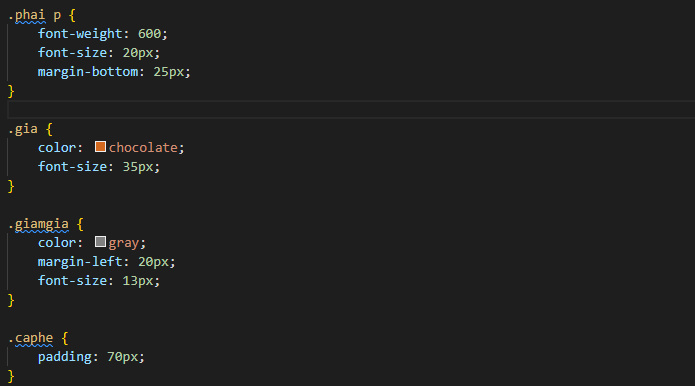 .phai p {
    font-weight: 600;
    font-size: 20px;
    margin-bottom: 25px;
}

.gia {
    color: chocolate;
    font-size: 35px;
}

.giamgia {
    color: gray;
    margin-left: 20px;
    font-size: 13px;
}

.caphe {
    padding: 70px;
}